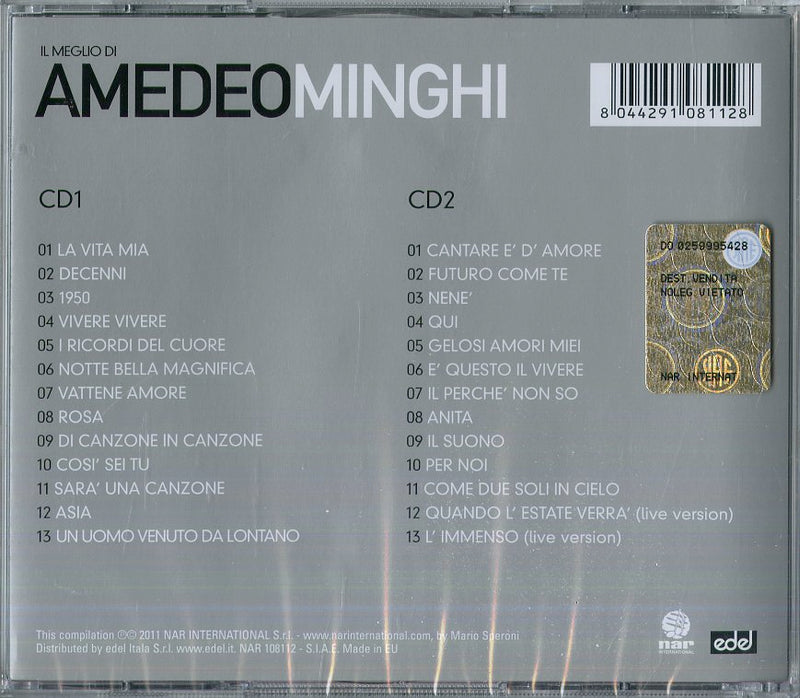 IL MEGLIO DI
AMEDEOMINGHI
8 044291 081128
CD1
01 LA VITA MIA
02 DECENNI
03 1950
04 VIVERE VIVERE
05 I RICORDI DEL CUORE
06 NOTTE BELLA MAGNIFICA
07 VATTENE AMORE
08 ROSA
09 DI CANZONE IN CANZONE
10 COSI' SEI TU
11 SARA' UNA CANZONE
12 ASIA
13 UN UOMO VENUTO DA LONTANO
CD2
01 CANTARE E' D' AMORE
02 FUTURO COME TE
03 NENE'
04 QUI
05 GELOSI AMORI MIEI
06 E' QUESTO IL VIVERE
07 IL PERCHE' NON SO
08 ANITA
09 IL SUONO
10 PER NOI
11 COME DUE SOLI IN CIELO
12 QUANDO L' ESTATE VERRA' (live version)
13 L' IMMENSO (live version)
DO 0259995428
DEST.VENDITA
NOLEG.VIETATO
NAR INTERNAT
This compilation ℗© 2011 NAR INTERNATIONAL S.r.l. - www.narinternational.com, by Mario Speroni
Distributed by edel Itala S.r.l. www.edel.it. NAR 108112 - S.I.A.E. Made in EU
nar
INTERNATIONAL
edel